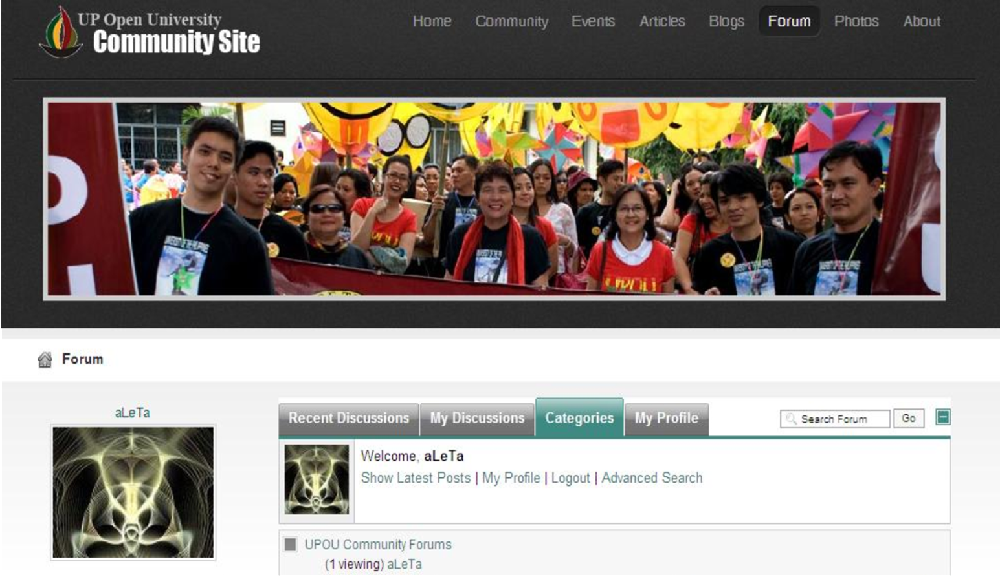 UP Open University
Community Site
Home Community Events Articles Blogs Forum Photos About
UPOU
Forum
aLeTa
Recent Discussions My Discussions Categories My Profile Search Forum Go
Welcome, aLeTa
Show Latest Posts | My Profile | Logout | Advanced Search
UPOU Community Forums
(1 viewing) aLeTa